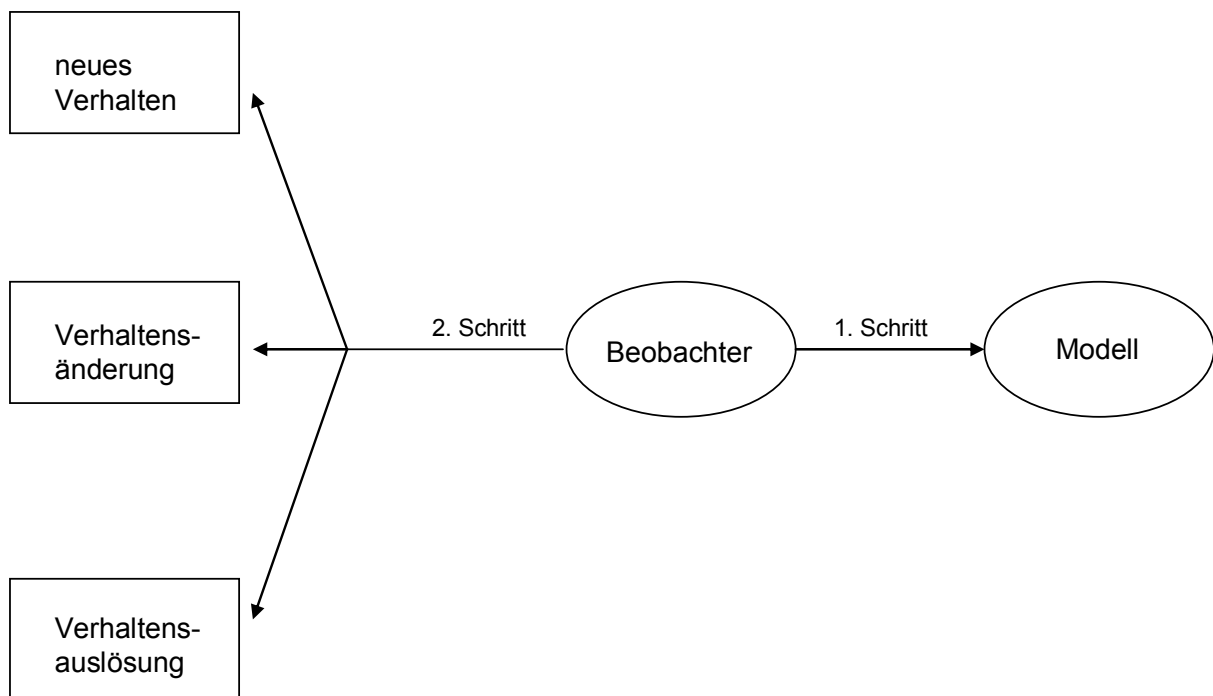 neues
Verhalten
Verhaltens-
änderung
2. Schritt
Beobachter
1. Schritt
Modell
Verhaltens-
auslösung